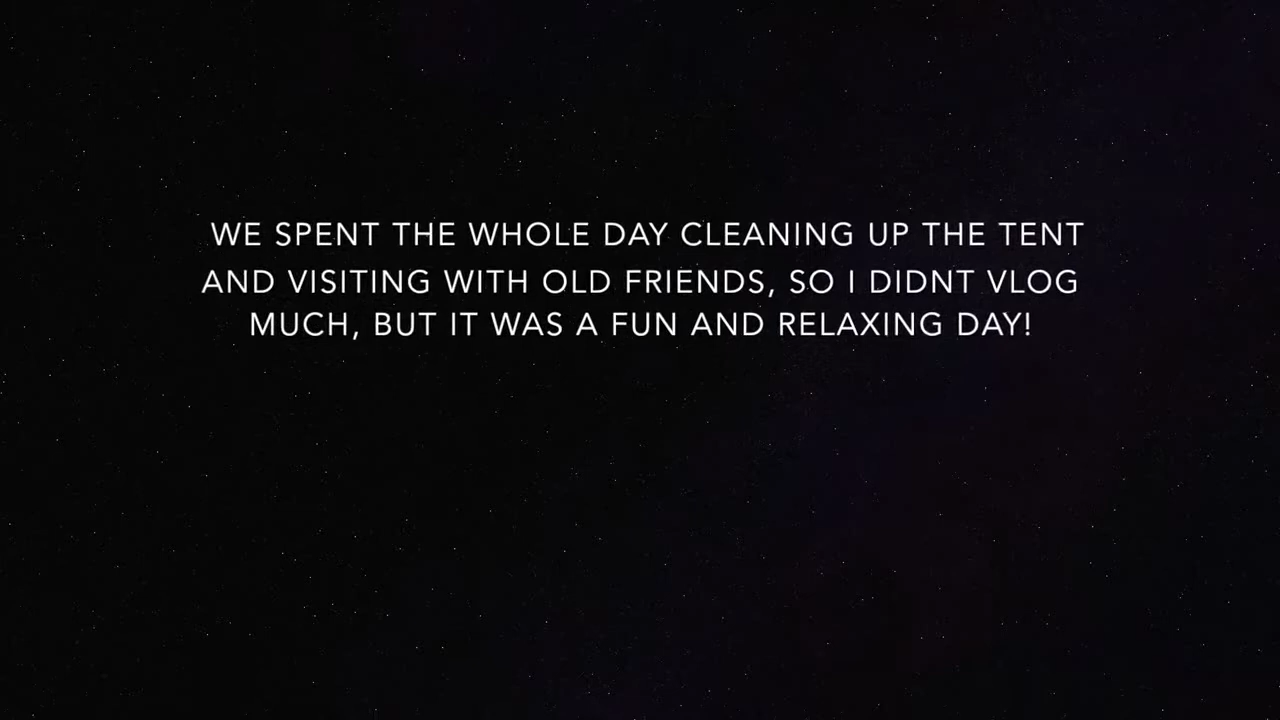 WE SPENT THE WHOLE DAY CLEANING UP THE TENT
AND VISITING WITH OLD FRIENDS, SO I DIDNT VLOG
MUCH, BUT IT WAS A FUN AND RELAXING DAY!